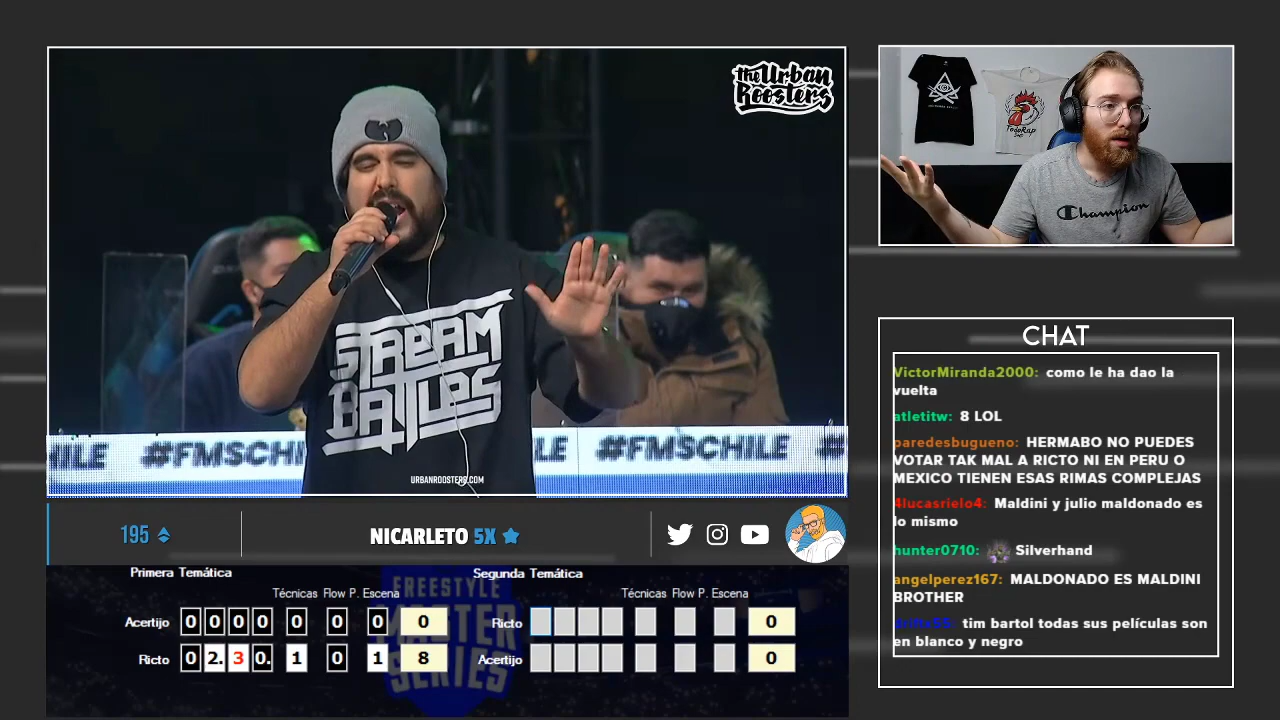 the Urban
Roosters
TodoRap
Champion
STREAM
BATTLES
ILE #FMSCHILE #FMSCHILE #
URBANROOSTERS.COM
195
NICARLETO 5X
CHAT
VictorMiranda2000: como le ha dao la
vuelta
atletitw: 8 LOL
paredesbugueno: HERMABO NO PUEDES
VOTAR TAK MAL A RICTO NI EN PERU O
MEXICO TIENEN ESAS RIMAS COMPLEJAS
4lucasrielo4: Maldini y julio maldonado es
lo mismo
hunter0710: Silverhand
angelperez167: MALDONADO ES MALDINI
BROTHER
tim bartol todas sus películas son
en blanco y negro
FREESTYLE
MASTER
SERIES
Primera Temática
Técnicas Flow P. Escena
Acertijo 0 0 0 0 0 0 0 0
Ricto 0 2. 3 0. 1 0 1 8
Segunda Temática
Técnicas Flow P. Escena
Ricto 0
Acertijo 0